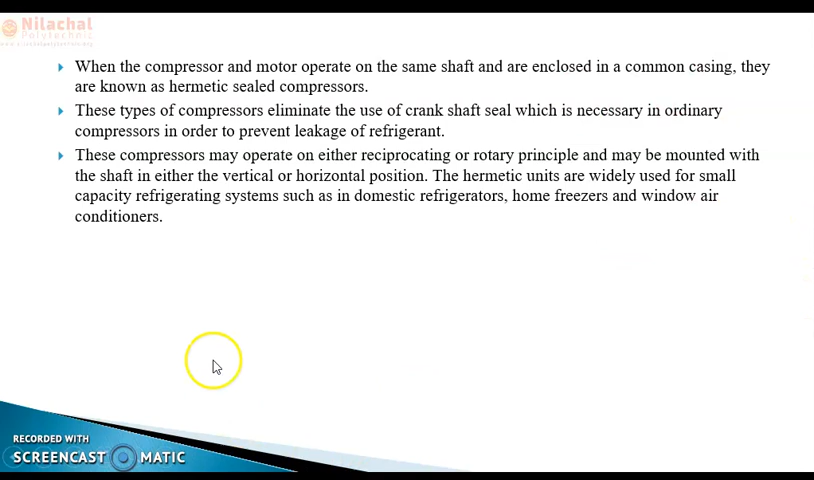 Nilachal
Polytechnic
When the compressor and motor operate on the same shaft and are enclosed in a common casing, they
are known as hermetic sealed compressors.
These types of compressors eliminate the use of crank shaft seal which is necessary in ordinary
compressors in order to prevent leakage of refrigerant.
These compressors may operate on either reciprocating or rotary principle and may be mounted with
the shaft in either the vertical or horizontal position. The hermetic units are widely used for small
capacity refrigerating systems such as in domestic refrigerators, home freezers and window air
conditioners.
RECORDED WITH
SCREENCAST MATIC